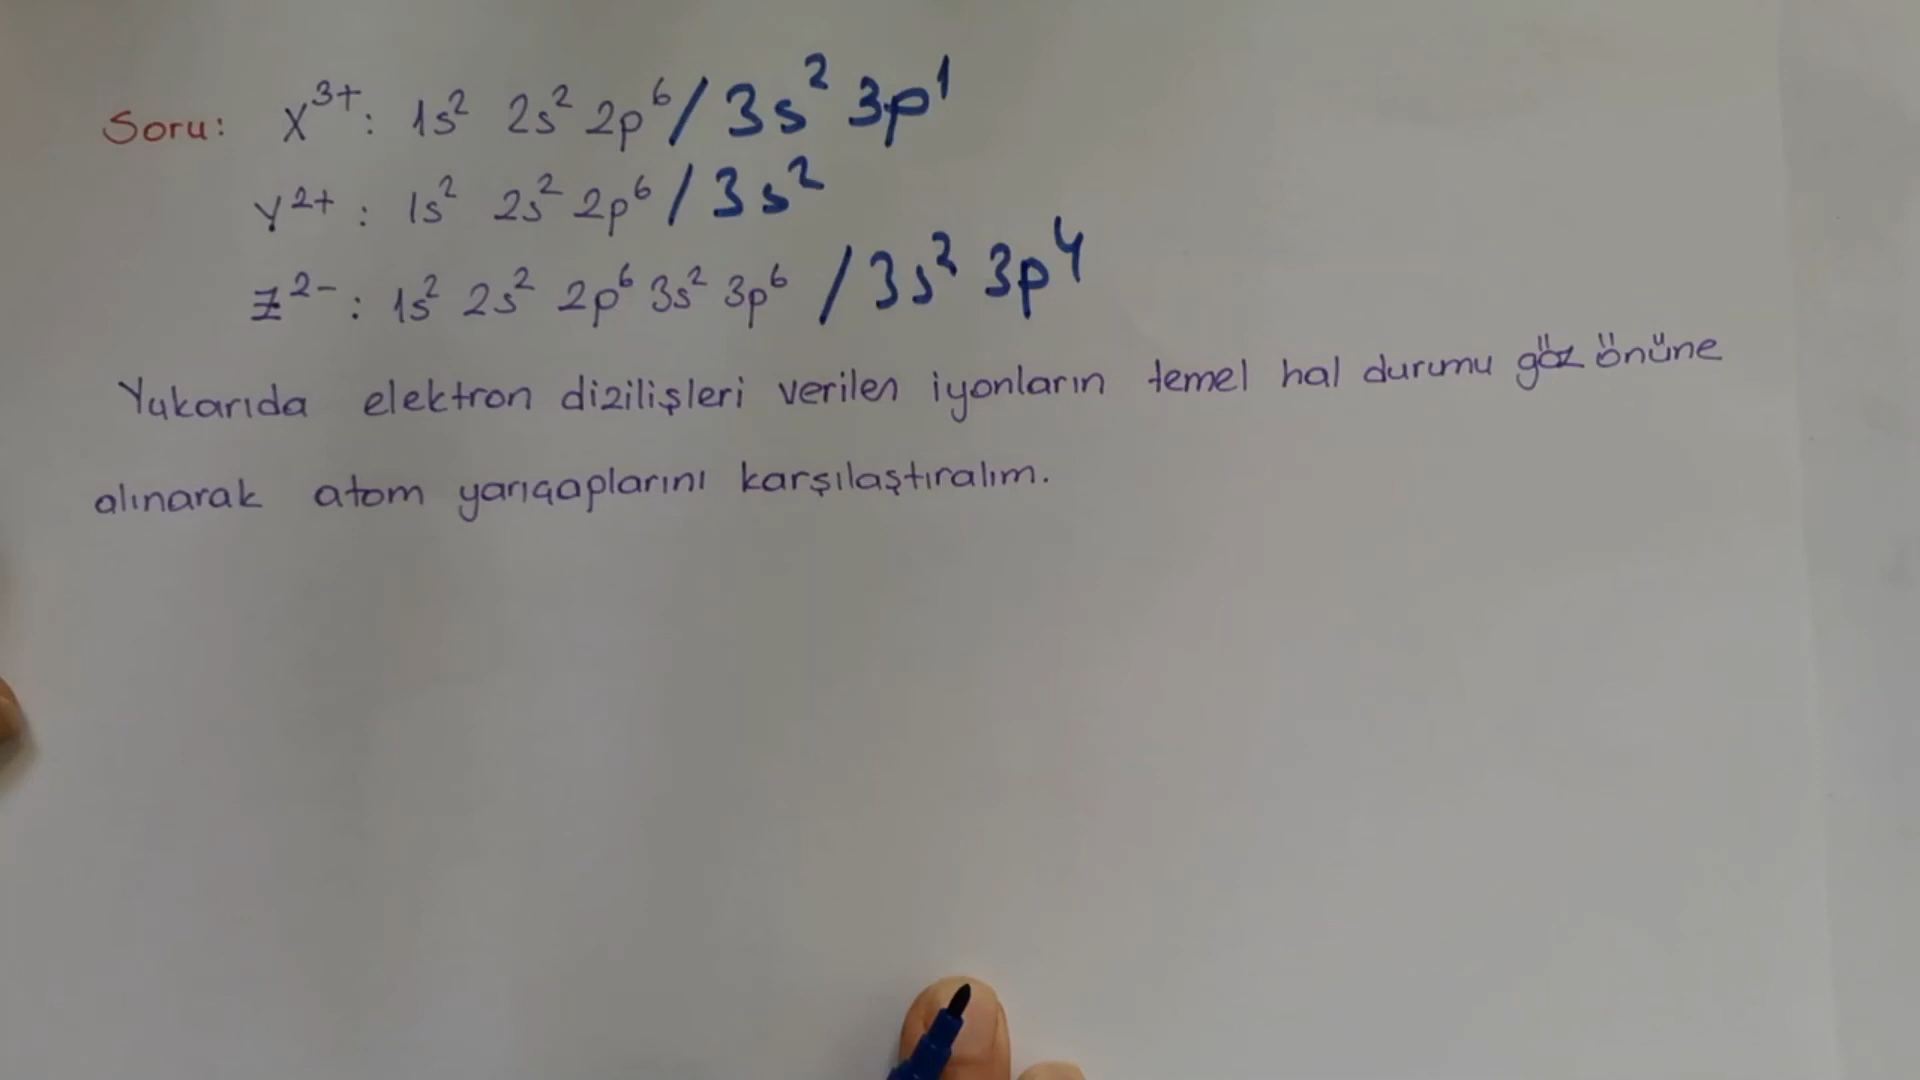 Soru: X³⁺: 1s² 2s² 2p⁶ / 3s² 3p¹
Y²⁺: 1s² 2s² 2p⁶ / 3s²
Z²⁻: 1s² 2s² 2p⁶ 3s² 3p⁶ / 3s² 3p⁴
Yukarıda elektron dizilişleri verilen iyonların temel hal durumu göz önüne
alınarak atom yarıçaplarını karşılaştıralım.